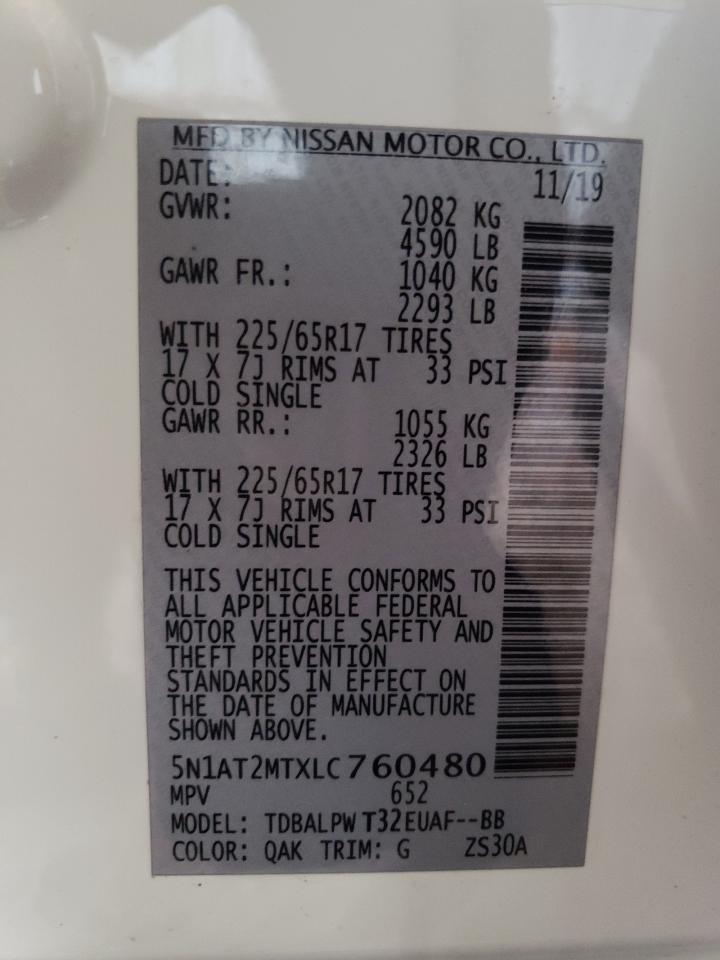 MFD BY NISSAN MOTOR CO., LTD.
DATE: 11/19
GVWR: 2082 KG
4590 LB
GAWR FR.: 1040 KG
2293 LB
WITH 225/65R17 TIRES
17 X 7J RIMS AT 33 PSI
COLD SINGLE
GAWR RR.: 1055 KG
2326 LB
WITH 225/65R17 TIRES
17 X 7J RIMS AT 33 PSI
COLD SINGLE
THIS VEHICLE CONFORMS TO
ALL APPLICABLE FEDERAL
MOTOR VEHICLE SAFETY AND
THEFT PREVENTION
STANDARDS IN EFFECT ON
THE DATE OF MANUFACTURE
SHOWN ABOVE.
5N1AT2MTXLC760480
MPV 652
MODEL: TDBALPWT32EUAF--BB
COLOR: QAK TRIM: G ZS30A